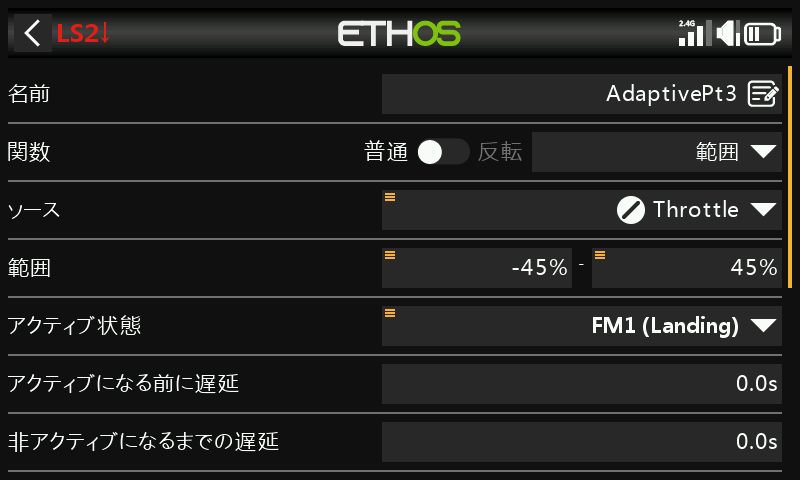 LS2↓ ETHOS 2.4G
名前 AdaptivePt3
関数 普通 反転 範囲
ソース Throttle
範囲 -45% - 45%
アクティブ状態 FM1 (Landing)
アクティブになる前に遅延 0.0s
非アクティブになるまでの遅延 0.0s